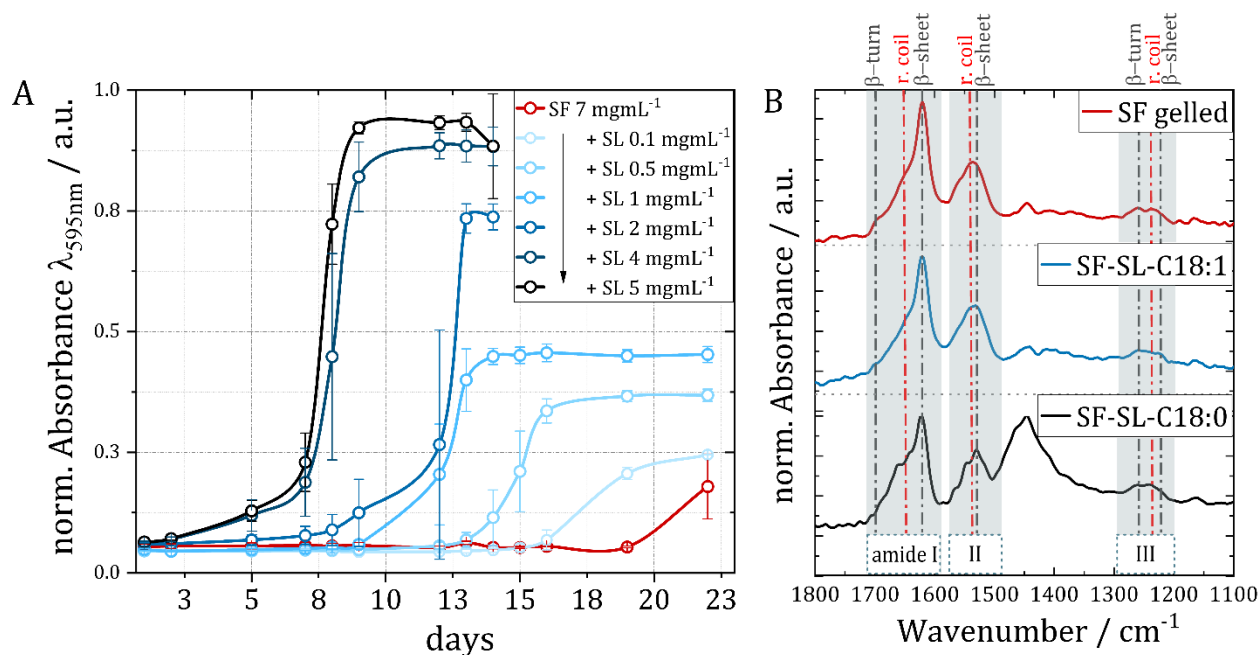 A
norm. Absorbance λ595nm / a.u.
1.0
0.8
0.5
0.3
0.0
3
5
8
10
13
15
18
20
23
days
SF 7 mgmL⁻¹
+ SL 0.1 mgmL⁻¹
+ SL 0.5 mgmL⁻¹
+ SL 1 mgmL⁻¹
+ SL 2 mgmL⁻¹
+ SL 4 mgmL⁻¹
+ SL 5 mgmL⁻¹
B
β–turn
r. coil
β–sheet
r. coil
β–sheet
β–turn
r. coil
β–sheet
norm. Absorbance / a.u.
SF gelled
SF-SL-C18:1
SF-SL-C18:0
amide I
II
III
1800 1700 1600 1500 1400 1300 1200 1100
Wavenumber / cm⁻¹